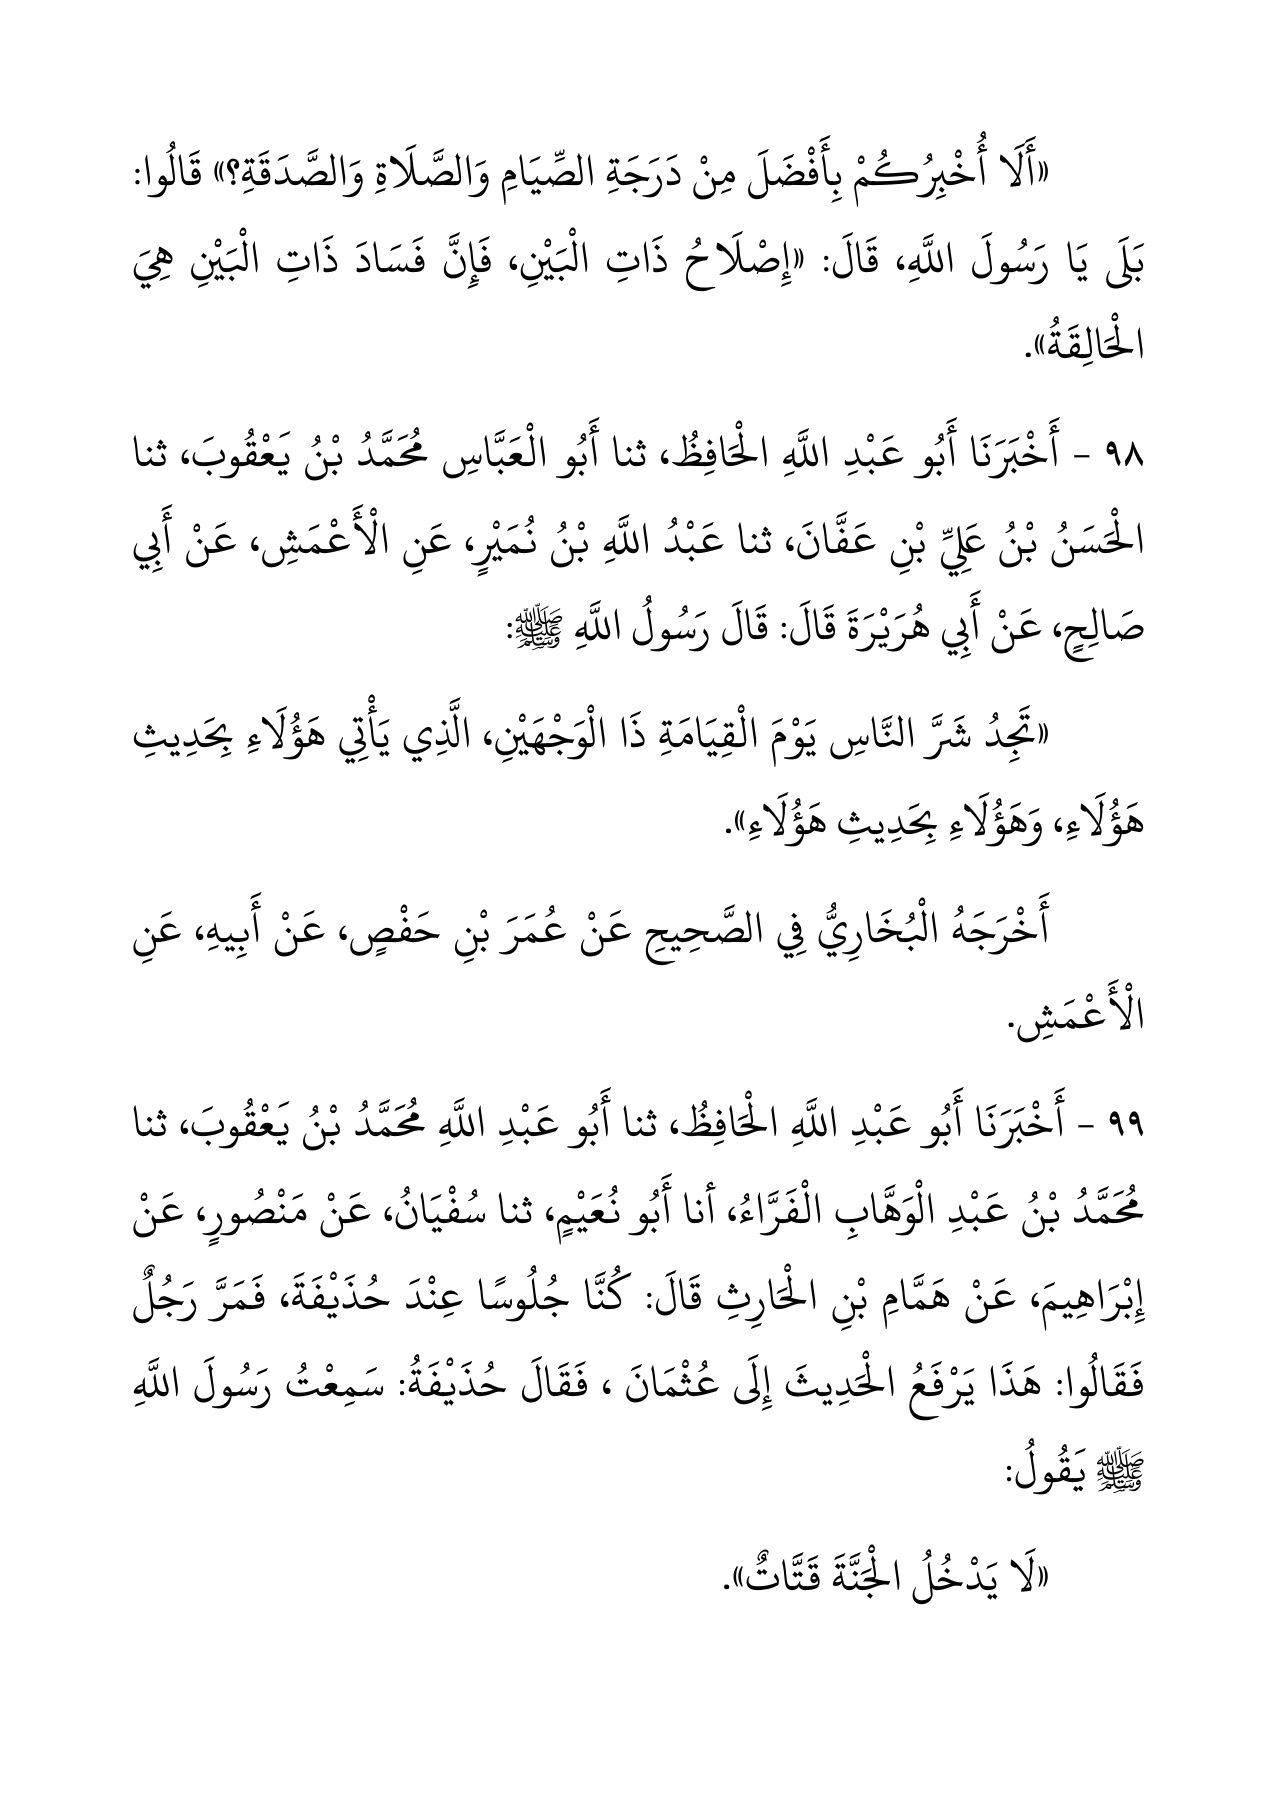 «أَلَا أُخْبِرُكُمْ بِأَفْضَلَ مِنْ دَرَجَةِ الصِّيَامِ وَالصَّلَاةِ وَالصَّدَقَةِ؟» قَالُوا:
بَلَى يَا رَسُولَ اللَّهِ، قَالَ: «إِصْلَاحُ ذَاتِ الْبَيْنِ، فَإِنَّ فَسَادَ ذَاتِ الْبَيْنِ هِيَ
الْحَالِقَةُ».
٩٨ - أَخْبَرَنَا أَبُو عَبْدِ اللَّهِ الْحَافِظُ، ثنا أَبُو الْعَبَّاسِ مُحَمَّدُ بْنُ يَعْقُوبَ، ثنا
الْحَسَنُ بْنُ عَلِيِّ بْنِ عَفَّانَ، ثنا عَبْدُ اللَّهِ بْنُ نُمَيْرٍ، عَنِ الْأَعْمَشِ، عَنْ أَبِي
صَالِحٍ، عَنْ أَبِي هُرَيْرَةَ قَالَ: قَالَ رَسُولُ اللَّهِ ﷺ:
«تَجِدُ شَرَّ النَّاسِ يَوْمَ الْقِيَامَةِ ذَا الْوَجْهَيْنِ، الَّذِي يَأْتِي هَؤُلَاءِ بِحَدِيثِ
هَؤُلَاءِ، وَهَؤُلَاءِ بِحَدِيثِ هَؤُلَاءِ».
أَخْرَجَهُ الْبُخَارِيُّ فِي الصَّحِيحِ عَنْ عُمَرَ بْنِ حَفْصٍ، عَنْ أَبِيهِ، عَنِ
الْأَعْمَشِ.
٩٩ - أَخْبَرَنَا أَبُو عَبْدِ اللَّهِ الْحَافِظُ، ثنا أَبُو عَبْدِ اللَّهِ مُحَمَّدُ بْنُ يَعْقُوبَ، ثنا
مُحَمَّدُ بْنُ عَبْدِ الْوَهَّابِ الْفَرَّاءُ، أنا أَبُو نُعَيْمٍ، ثنا سُفْيَانُ، عَنْ مَنْصُورٍ، عَنْ
إِبْرَاهِيمَ، عَنْ هَمَّامِ بْنِ الْحَارِثِ قَالَ: كُنَّا جُلُوسًا عِنْدَ حُذَيْفَةَ، فَمَرَّ رَجُلٌ
فَقَالُوا: هَذَا يَرْفَعُ الْحَدِيثَ إِلَى عُثْمَانَ ، فَقَالَ حُذَيْفَةُ: سَمِعْتُ رَسُولَ اللَّهِ
ﷺ يَقُولُ:
«لَا يَدْخُلُ الْجَنَّةَ قَتَّاتٌ».